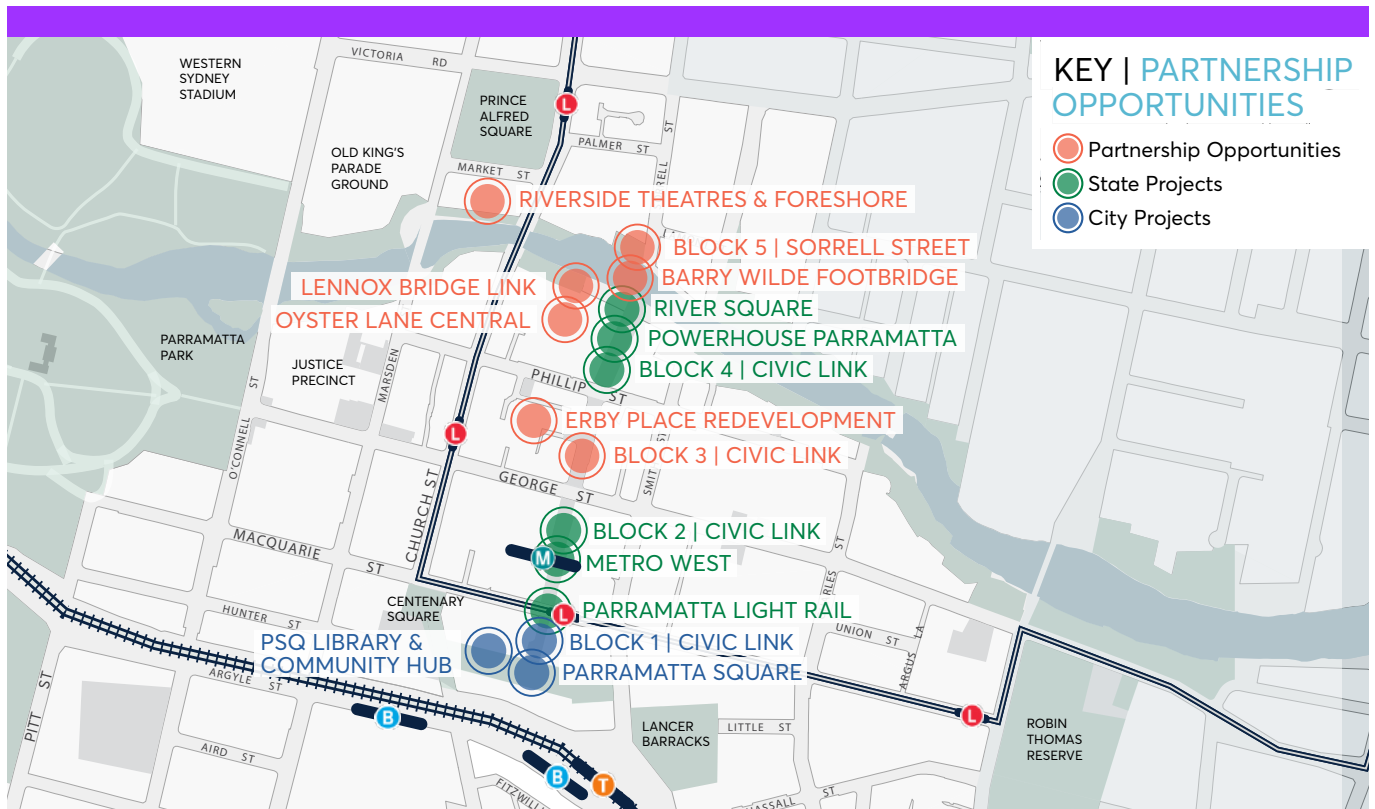 KEY | PARTNERSHIP
OPPORTUNITIES
Partnership Opportunities
State Projects
City Projects
VICTORIA RD
WESTERN
SYDNEY
STADIUM
PRINCE
ALFRED
SQUARE
L
PALMER ST
ST
OLD KING'S
PARADE
GROUND
MARKET ST
RIVERSIDE THEATRES & FORESHORE
BLOCK 5 | SORRELL STREET
BARRY WILDE FOOTBRIDGE
LENNOX BRIDGE LINK
RIVER SQUARE
OYSTER LANE CENTRAL
POWERHOUSE PARRAMATTA
PARRAMATTA
PARK
JUSTICE
PRECINCT
MARSDEN
BLOCK 4 | CIVIC LINK
PHILLIP ST
O'CONNELL ST
ERBY PLACE REDEVELOPMENT
L
BLOCK 3 | CIVIC LINK
GEORGE ST
CHURCH ST
BLOCK 2 | CIVIC LINK
MACQUARIE ST
M
METRO WEST
ST
CENTENARY
SQUARE
PARRAMATTA LIGHT RAIL
L
HUNTER ST
UNION ST
ARGUS LA
PSQ LIBRARY &
COMMUNITY HUB
BLOCK 1 | CIVIC LINK
PARRAMATTA SQUARE
ARGYLE ST
PITT ST
B
L
LANCER
BARRACKS
LITTLE ST
ROBIN
THOMAS
RESERVE
AIRD ST
B
T
ST